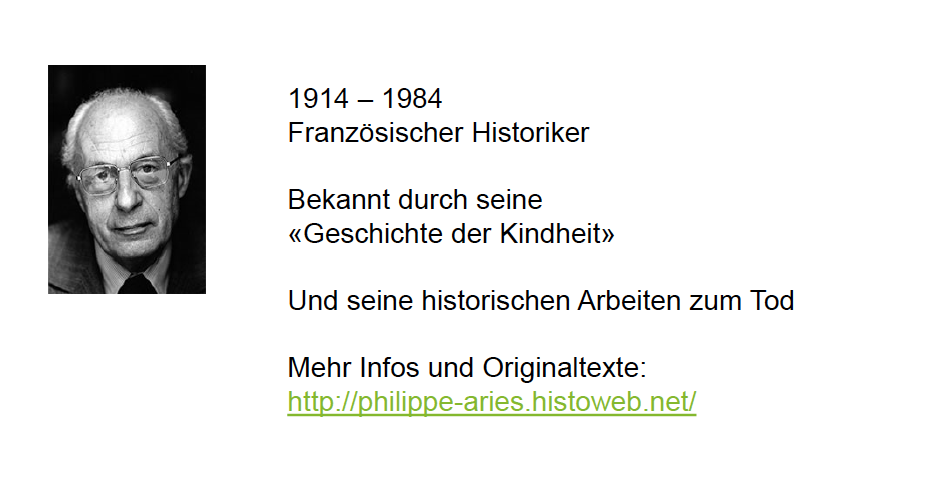 1914 – 1984
Französischer Historiker
Bekannt durch seine
«Geschichte der Kindheit»
Und seine historischen Arbeiten zum Tod
Mehr Infos und Originaltexte:
http://philippe-aries.histoweb.net/